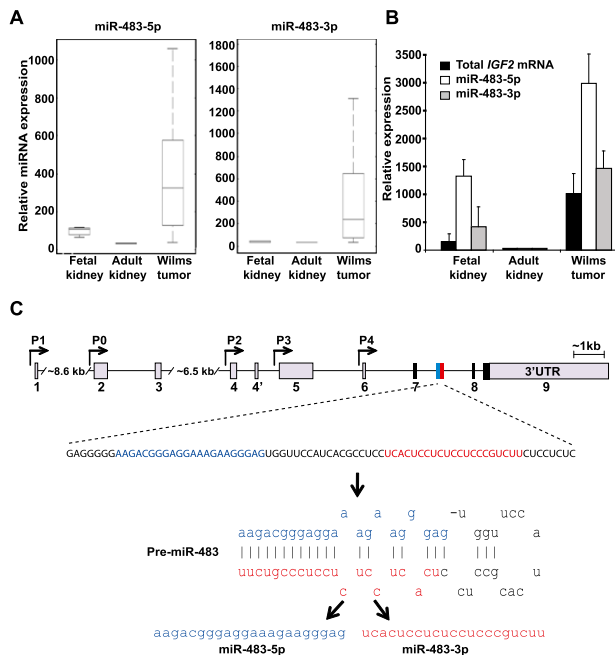 A
miR-483-5p
miR-483-3p
Relative miRNA expression
1000
800
600
400
200
0
1800
1600
1400
1200
1000
800
600
400
200
0
Fetal kidney
Adult kidney
Wilms tumor
Fetal kidney
Adult kidney
Wilms tumor
B
Relative expression
3500
3000
2500
2000
1500
1000
500
0
Total IGF2 mRNA
miR-483-5p
miR-483-3p
Fetal kidney
Adult kidney
Wilms tumor
C
~1kb
P1 P0 P2 P3 P4
~8.6 kb ~6.5 kb 3'UTR
1 2 3 4 4' 5 6 7 8 9
GAGGGGGAAGACGGGAGGAAAGAAGGGAGUGGUUCCAUCACGCCUCCUCACUCCUCUCCUCCCGUCUUCUCCUCUC
a a g -u ucc
aagacgggagga ag ag gag ggu a
Pre-miR-483
uucugcccuccu uc uc cuc ccg u
c c a cu cac
aagacgggaggaaagaagggag ucacuccucuccucccgucuu
miR-483-5p miR-483-3p